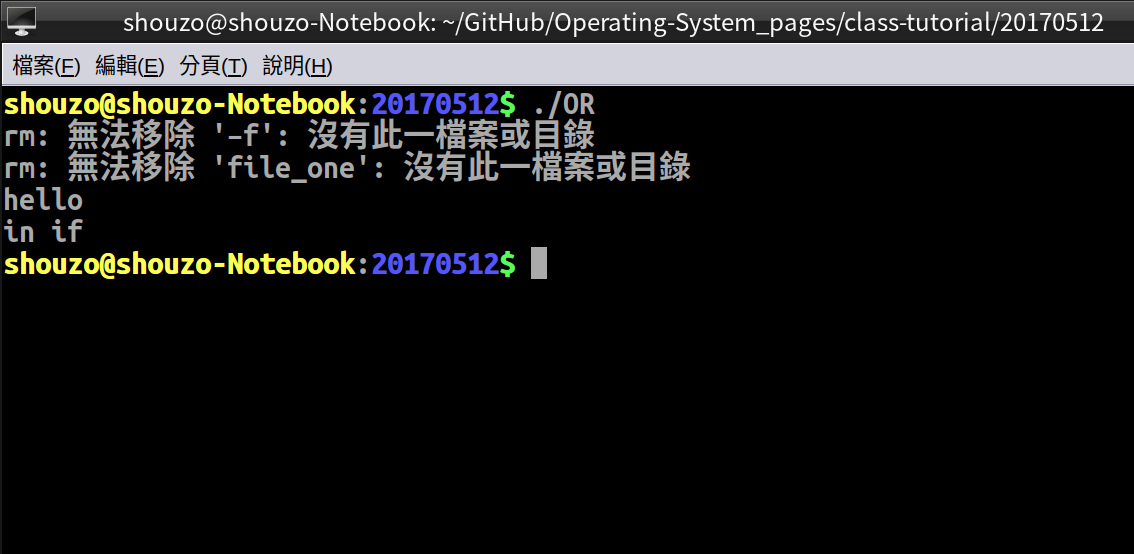 shouzo@shouzo-Notebook: ~/GitHub/Operating-System_pages/class-tutorial/20170512
檔案(F) 編輯(E) 分頁(T) 說明(H)
shouzo@shouzo-Notebook:20170512$ ./OR
rm: 無法移除 '–f': 沒有此一檔案或目錄
rm: 無法移除 'file_one': 沒有此一檔案或目錄
hello
in if
shouzo@shouzo-Notebook:20170512$